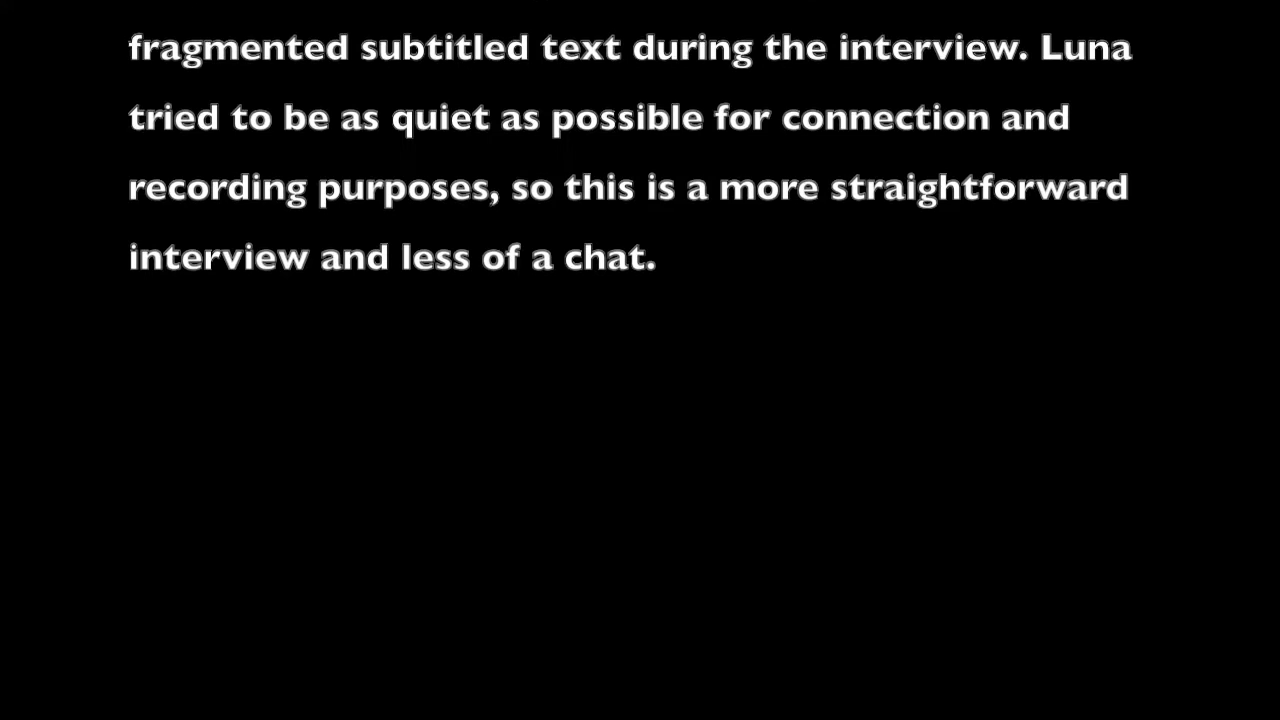 fragmented subtitled text during the interview. Luna
tried to be as quiet as possible for connection and
recording purposes, so this is a more straightforward
interview and less of a chat.